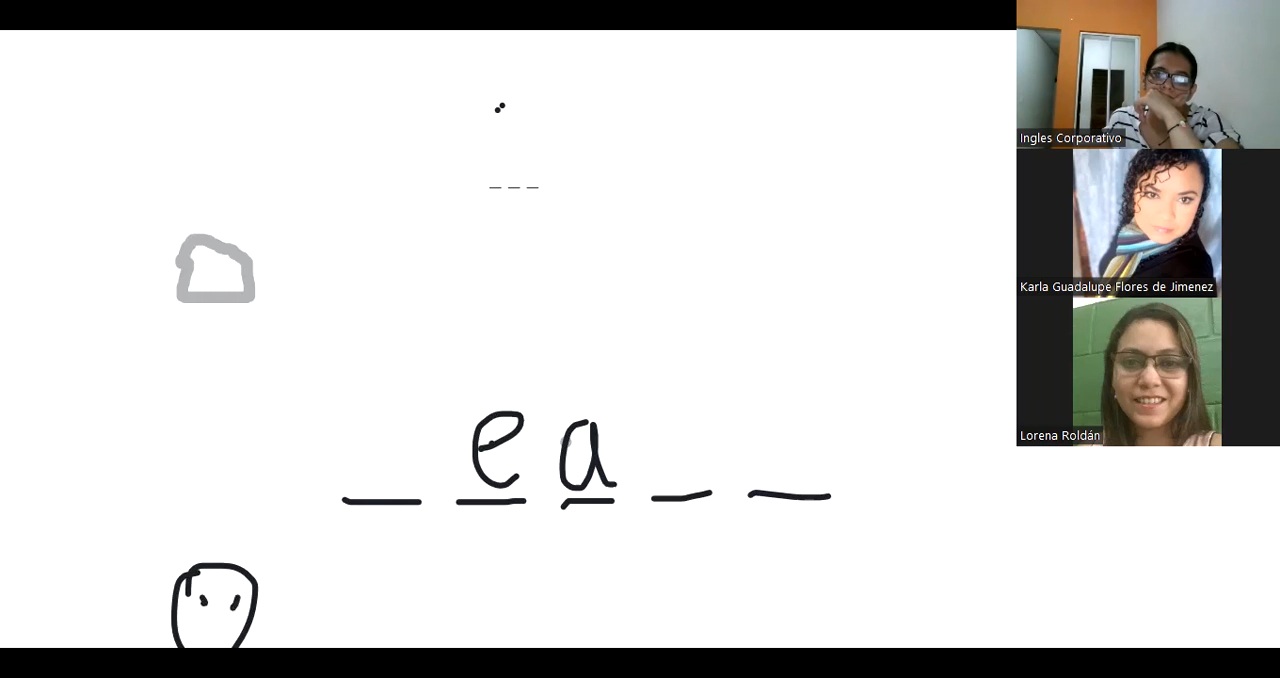 Ingles Corporativo
Karla Guadalupe Flores de Jimenez
Lorena Roldán
_ e a _ _